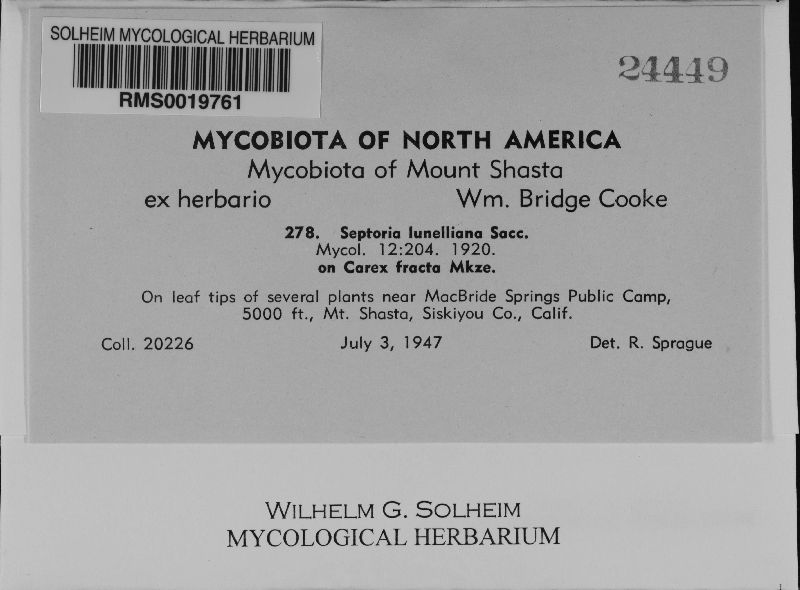 SOLHEIM MYCOLOGICAL HERBARIUM
RMS0019761
24449
MYCOBIOTA OF NORTH AMERICA
Mycobiota of Mount Shasta
ex herbario Wm. Bridge Cooke
278. Septoria lunelliana Sacc.
Mycol. 12:204. 1920.
on Carex fracta Mkze.
On leaf tips of several plants near MacBride Springs Public Camp,
5000 ft., Mt. Shasta, Siskiyou Co., Calif.
Coll. 20226 July 3, 1947 Det. R. Sprague
WILHELM G. SOLHEIM
MYCOLOGICAL HERBARIUM